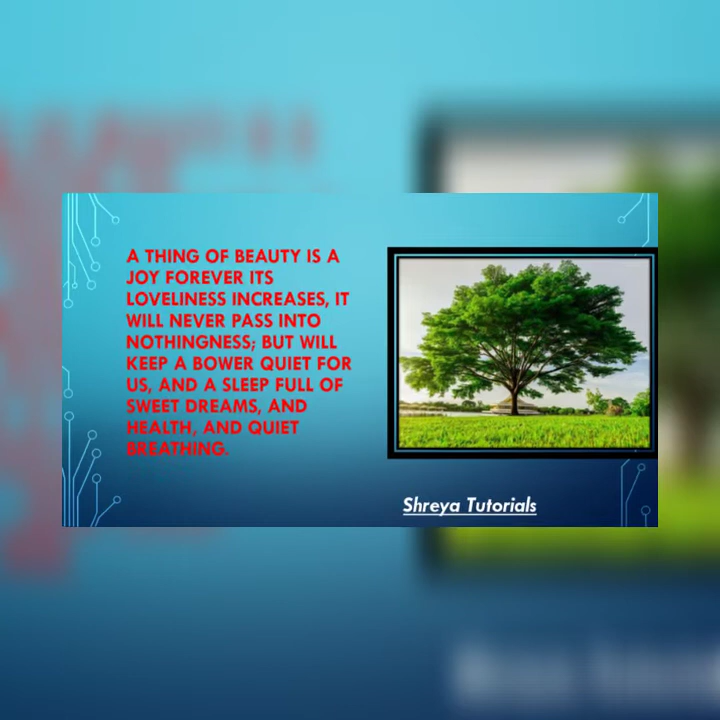 A THING OF BEAUTY IS A
JOY FOREVER ITS
LOVELINESS INCREASES, IT
WILL NEVER PASS INTO
NOTHINGNESS; BUT WILL
KEEP A BOWER QUIET FOR
US, AND A SLEEP FULL OF
SWEET DREAMS, AND
HEALTH, AND QUIET
BREATHING.
Shreya Tutorials